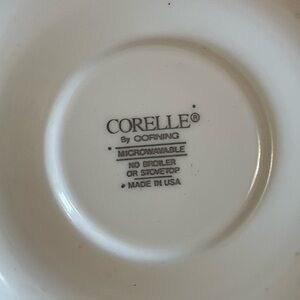 CORELLE®
By CORNING
MICROWAVABLE
NO BROILER
OR STOVETOP
MADE IN USA